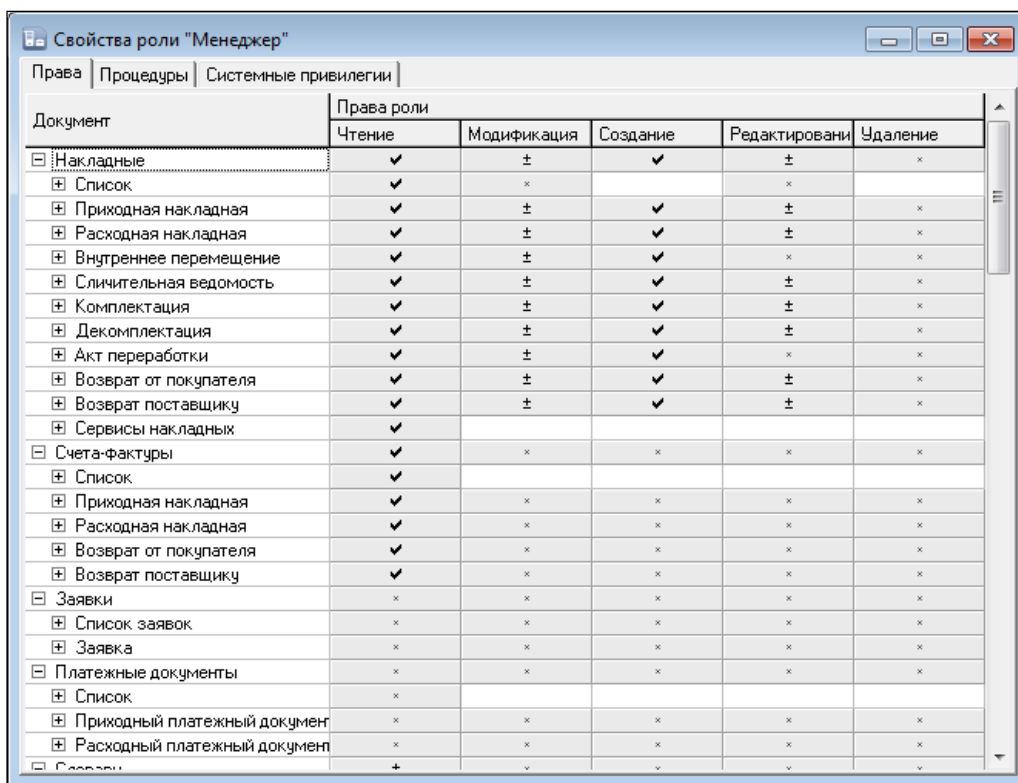 Свойства роли "Менеджер"
Права Процедуры Системные привилегии
Документ Права роли
Чтение Модификация Создание Редактировани Удаление
Накладные ✔ ± ✔ ± ×
Список ✔ × ×
Приходная накладная ✔ ± ✔ ± ×
Расходная накладная ✔ ± ✔ ± ×
Внутреннее перемещение ✔ ± ✔ × ×
Сличительная ведомость ✔ ± ✔ ± ×
Комплектация ✔ ± ✔ ± ×
Декомплектация ✔ ± ✔ ± ×
Акт переработки ✔ ± ✔ × ×
Возврат от покупателя ✔ ± ✔ ± ×
Возврат поставщику ✔ ± ✔ ± ×
Сервисы накладных ✔
Счета-фактуры ✔ × × × ×
Список ✔
Приходная накладная ✔ × × × ×
Расходная накладная ✔ × × × ×
Возврат от покупателя ✔ × × × ×
Возврат поставщику ✔ × × × ×
Заявки × × × × ×
Список заявок × × × × ×
Заявка × × × × ×
Платежные документы × × × × ×
Список ×
Приходный платежный документ × × × × ×
Расходный платежный документ × × × × ×